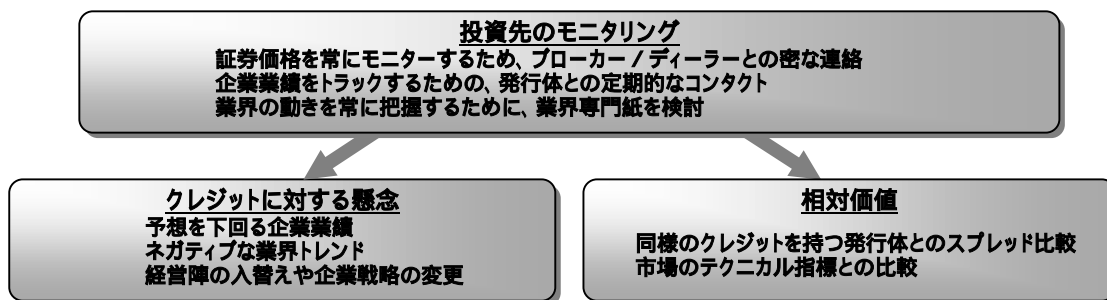 投資先のモニタリング
証券価格を常にモニターするため、ブローカー / ディーラーとの密な連絡
企業業績をトラックするための、発行体との定期的なコンタクト
業界の動きを常に把握するために、業界専門紙を検討
クレジットに対する懸念
予想を下回る企業業績
ネガティブな業界トレンド
経営陣の入替えや企業戦略の変更
相対価値
同様のクレジットを持つ発行体とのスプレッド比較
市場のテクニカル指標との比較